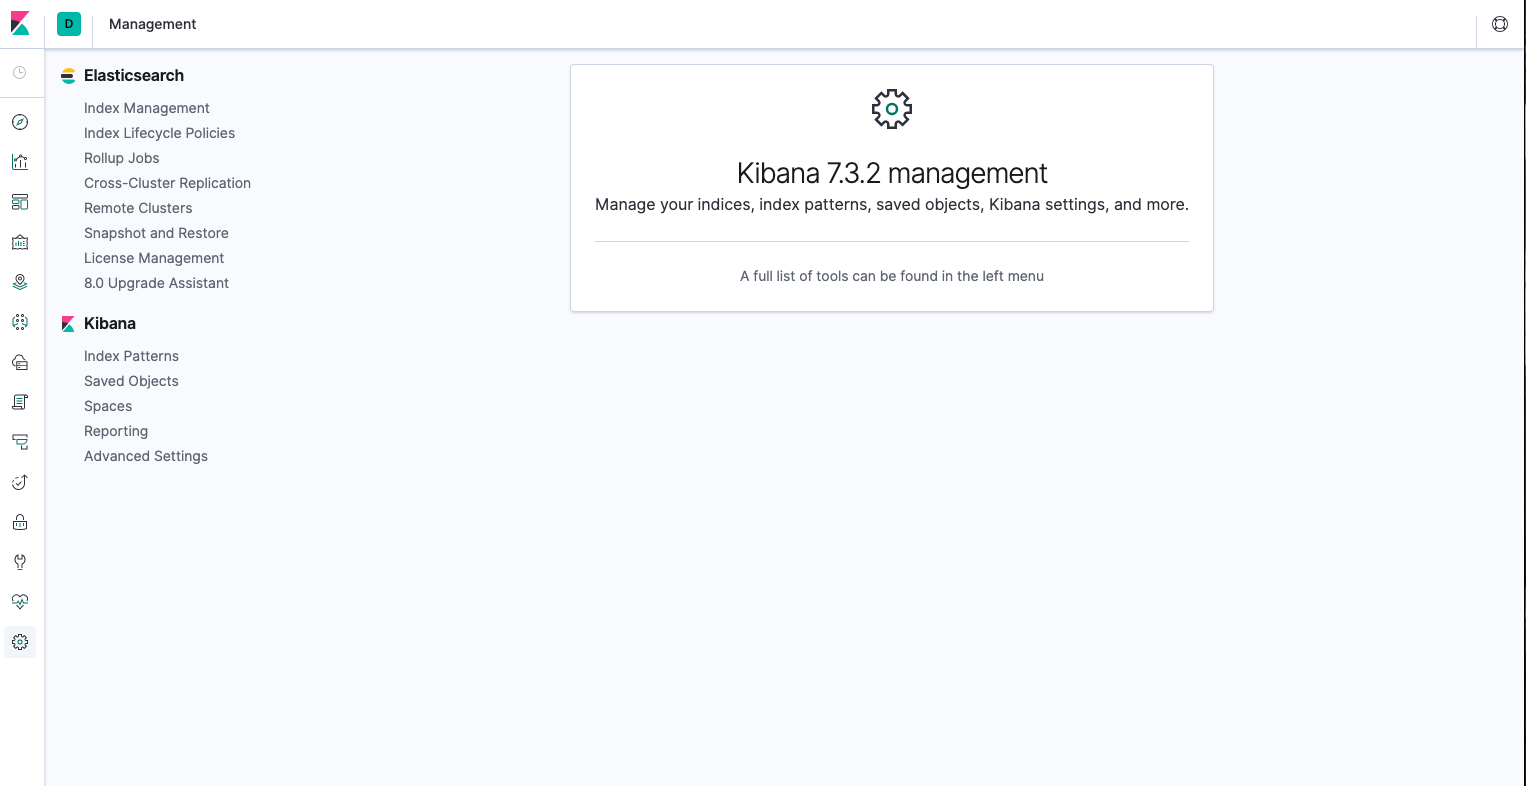 D
Management
Elasticsearch
Index Management
Index Lifecycle Policies
Rollup Jobs
Cross-Cluster Replication
Remote Clusters
Snapshot and Restore
License Management
8.0 Upgrade Assistant
Kibana
Index Patterns
Saved Objects
Spaces
Reporting
Advanced Settings
Kibana 7.3.2 management
Manage your indices, index patterns, saved objects, Kibana settings, and more.
A full list of tools can be found in the left menu